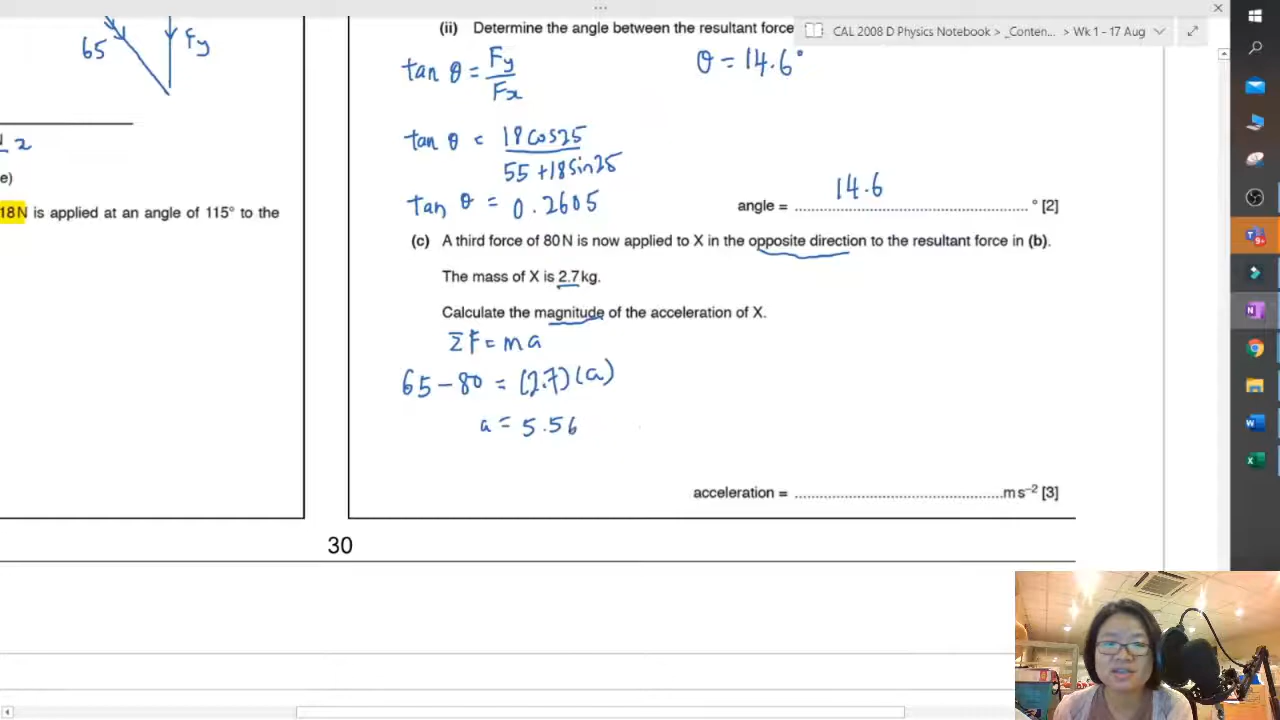 CAL 2008 D Physics Notebook > _Conten... > Wk 1 - 17 Aug
(ii) Determine the angle between the resultant force
65
Fy
tan θ = Fy/Fx
θ = 14.6°
tan θ = 18cos25 / 55+18sin25
tan θ = 0.2605
2
e)
18N is applied at an angle of 115° to the
14.6
angle = ............................................° [2]
(c) A third force of 80N is now applied to X in the opposite direction to the resultant force in (b).
The mass of X is 2.7kg.
Calculate the magnitude of the acceleration of X.
ΣF = ma
65 - 80 = (2.7)(a)
a = 5.56
acceleration = ............................................ms⁻² [3]
30